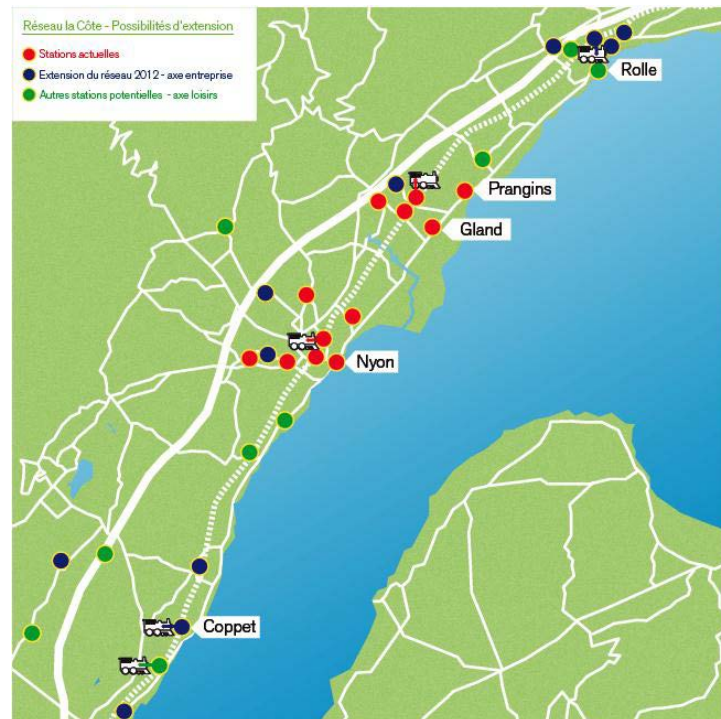 Réseau la Côte - Possibilités d'extension
Stations actuelles
Extension du réseau 2012 - axe entreprise
Autres stations potentielles - axe loisirs
Rolle
Prangins
Gland
Nyon
Coppet